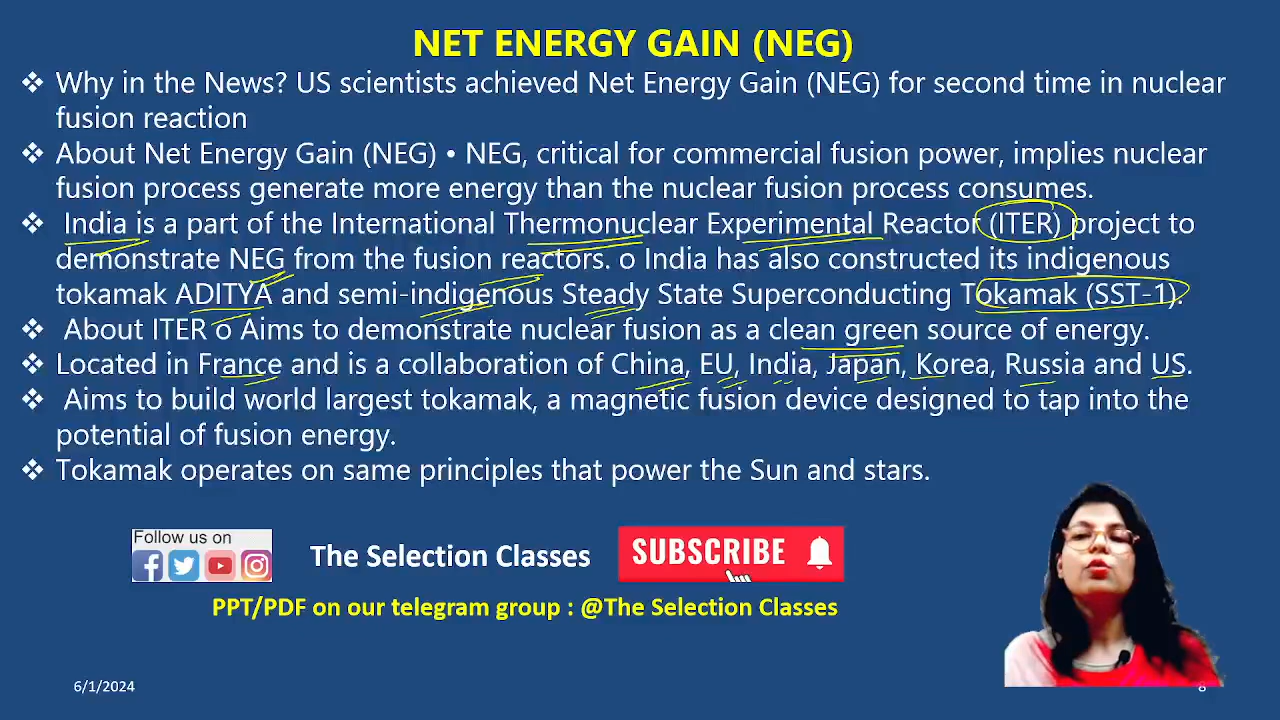 NET ENERGY GAIN (NEG)
❖ Why in the News? US scientists achieved Net Energy Gain (NEG) for second time in nuclear
fusion reaction
❖ About Net Energy Gain (NEG) • NEG, critical for commercial fusion power, implies nuclear
fusion process generate more energy than the nuclear fusion process consumes.
❖ India is a part of the International Thermonuclear Experimental Reactor (ITER) project to
demonstrate NEG from the fusion reactors. o India has also constructed its indigenous
tokamak ADITYA and semi-indigenous Steady State Superconducting Tokamak (SST-1).
❖ About ITER o Aims to demonstrate nuclear fusion as a clean green source of energy.
❖ Located in France and is a collaboration of China, EU, India, Japan, Korea, Russia and US.
❖ Aims to build world largest tokamak, a magnetic fusion device designed to tap into the
potential of fusion energy.
❖ Tokamak operates on same principles that power the Sun and stars.
Follow us on
The Selection Classes
SUBSCRIBE
PPT/PDF on our telegram group : @The Selection Classes
6/1/2024
8